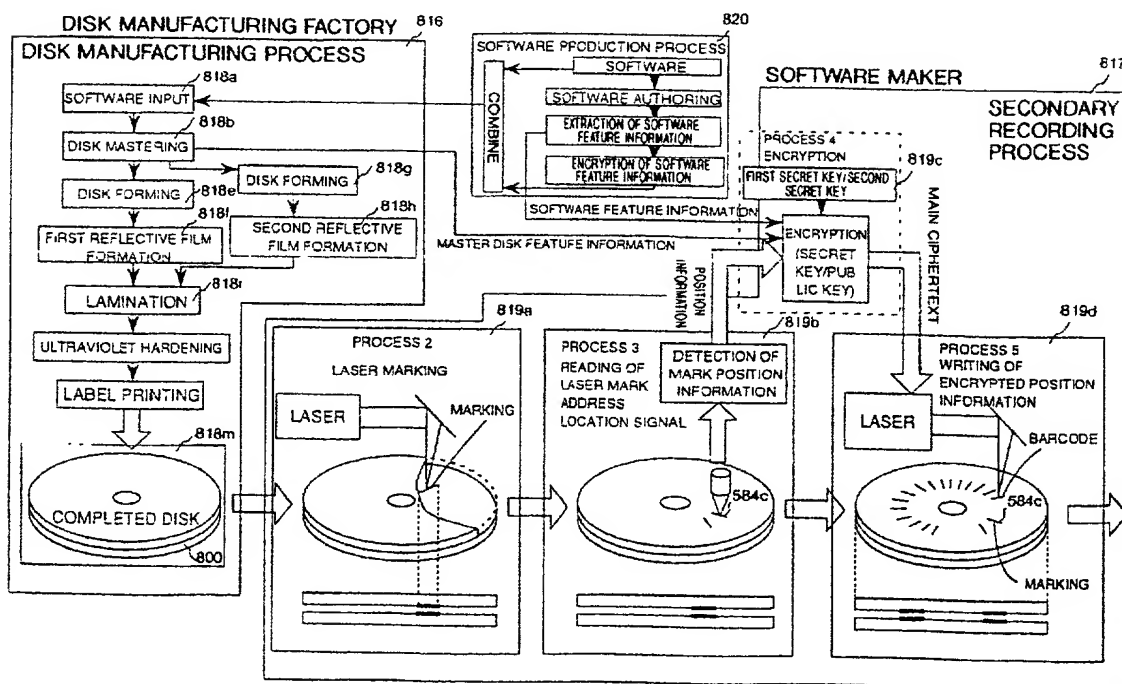 DISK MANUFACTURING FACTORY
816
DISK MANUFACTURING PROCESS
818a
SOFTWARE INPUT
818b
DISK MASTERING
DISK FORMING
818g
DISK FORMING
818e
818f
818h
FIRST REFLECTIVE FILM
FORMATION
SECOND REFLECTIVE
FILM FORMATION
LAMINATION
ULTRAVIOLET HARDENING
LABEL PRINTING
818m
COMPLETED DISK
800
820
SOFTWARE PRODUCTION PROCESS
SOFTWARE
SOFTWARE AUTHORING
EXTRACTION OF SOFTWARE
FEATURE INFORMATION
ENCRYPTION OF SOFTWARE
FEATURE INFORMATION
COMBINE
SOFTWARE FEATURE INFORMATION
MASTER DISK FEATURE INFORMATION
817
SOFTWARE MAKER
SECONDARY
RECORDING
PROCESS
PROCESS 4
ENCRYPTION
819c
FIRST SECRET KEY/SECOND
SECRET KEY
ENCRYPTION
(SECRET
KEY/PUB
LIC KEY)
MAIN CIPHERTEXT
POSITION
INFORMATION
819a
PROCESS 2
LASER MARKING
LASER
MARKING
819b
PROCESS 3
READING OF
LASER MARK
ADDRESS
LOCATION SIGNAL
DETECTION OF
MARK POSITION
INFORMATION
584c
819d
PROCESS 5
WRITING OF
ENCRYPTED POSITION
INFORMATION
LASER
BARCODE
584c
MARKING